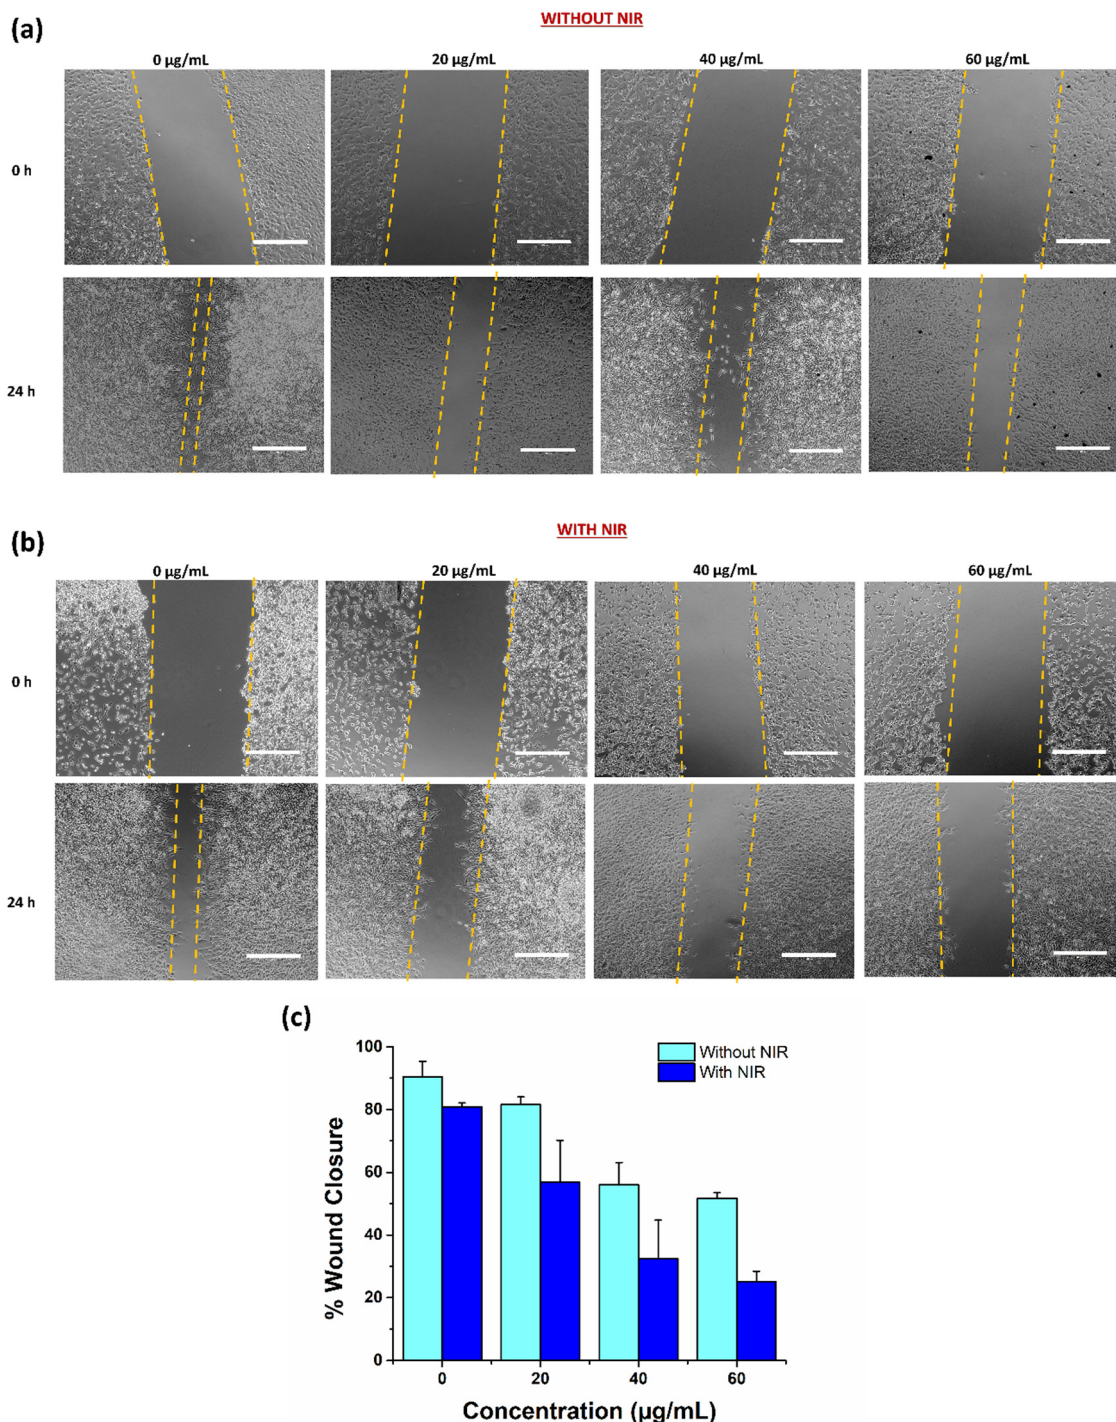 (a)
WITHOUT NIR
0 µg/mL 20 µg/mL 40 µg/mL 60 µg/mL
0 h
24 h
(b)
WITH NIR
0 µg/mL 20 µg/mL 40 µg/mL 60 µg/mL
0 h
24 h
(c)
100
80
60
40
20
0
% Wound Closure
Without NIR
With NIR
0 20 40 60
Concentration (µg/mL)